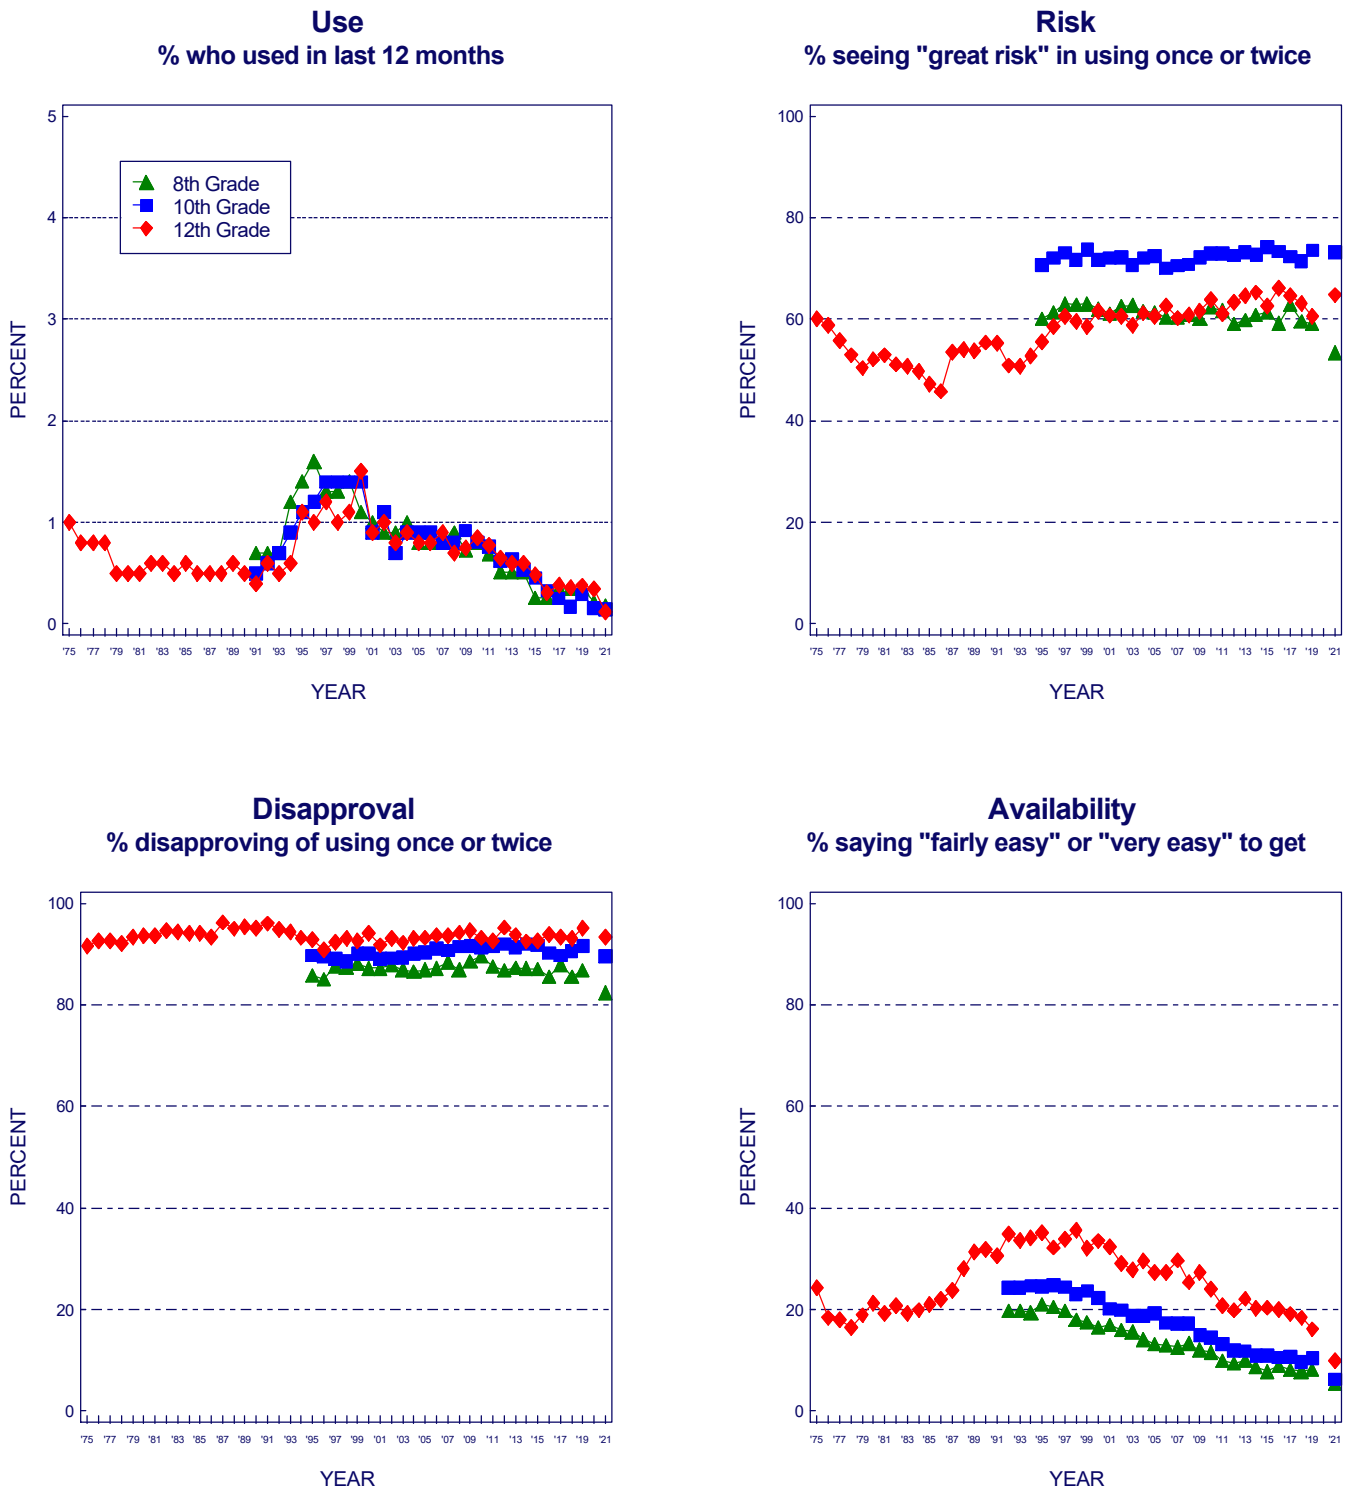 Use
% who used in last 12 months
5
4
3
2
1
0
PERCENT
8th Grade
10th Grade
12th Grade
'75 '77 '79 '81 '83 '85 '87 '89 '91 '93 '95 '97 '99 '01 '03 '05 '07 '09 '11 '13 '15 '17 '19 '21
YEAR
Risk
% seeing "great risk" in using once or twice
100
80
60
40
20
0
PERCENT
'75 '77 '79 '81 '83 '85 '87 '89 '91 '93 '95 '97 '99 '01 '03 '05 '07 '09 '11 '13 '15 '17 '19 '21
YEAR
Disapproval
% disapproving of using once or twice
100
80
60
40
20
0
PERCENT
'75 '77 '79 '81 '83 '85 '87 '89 '91 '93 '95 '97 '99 '01 '03 '05 '07 '09 '11 '13 '15 '17 '19 '21
YEAR
Availability
% saying "fairly easy" or "very easy" to get
100
80
60
40
20
0
PERCENT
'75 '77 '79 '81 '83 '85 '87 '89 '91 '93 '95 '97 '99 '01 '03 '05 '07 '09 '11 '13 '15 '17 '19 '21
YEAR